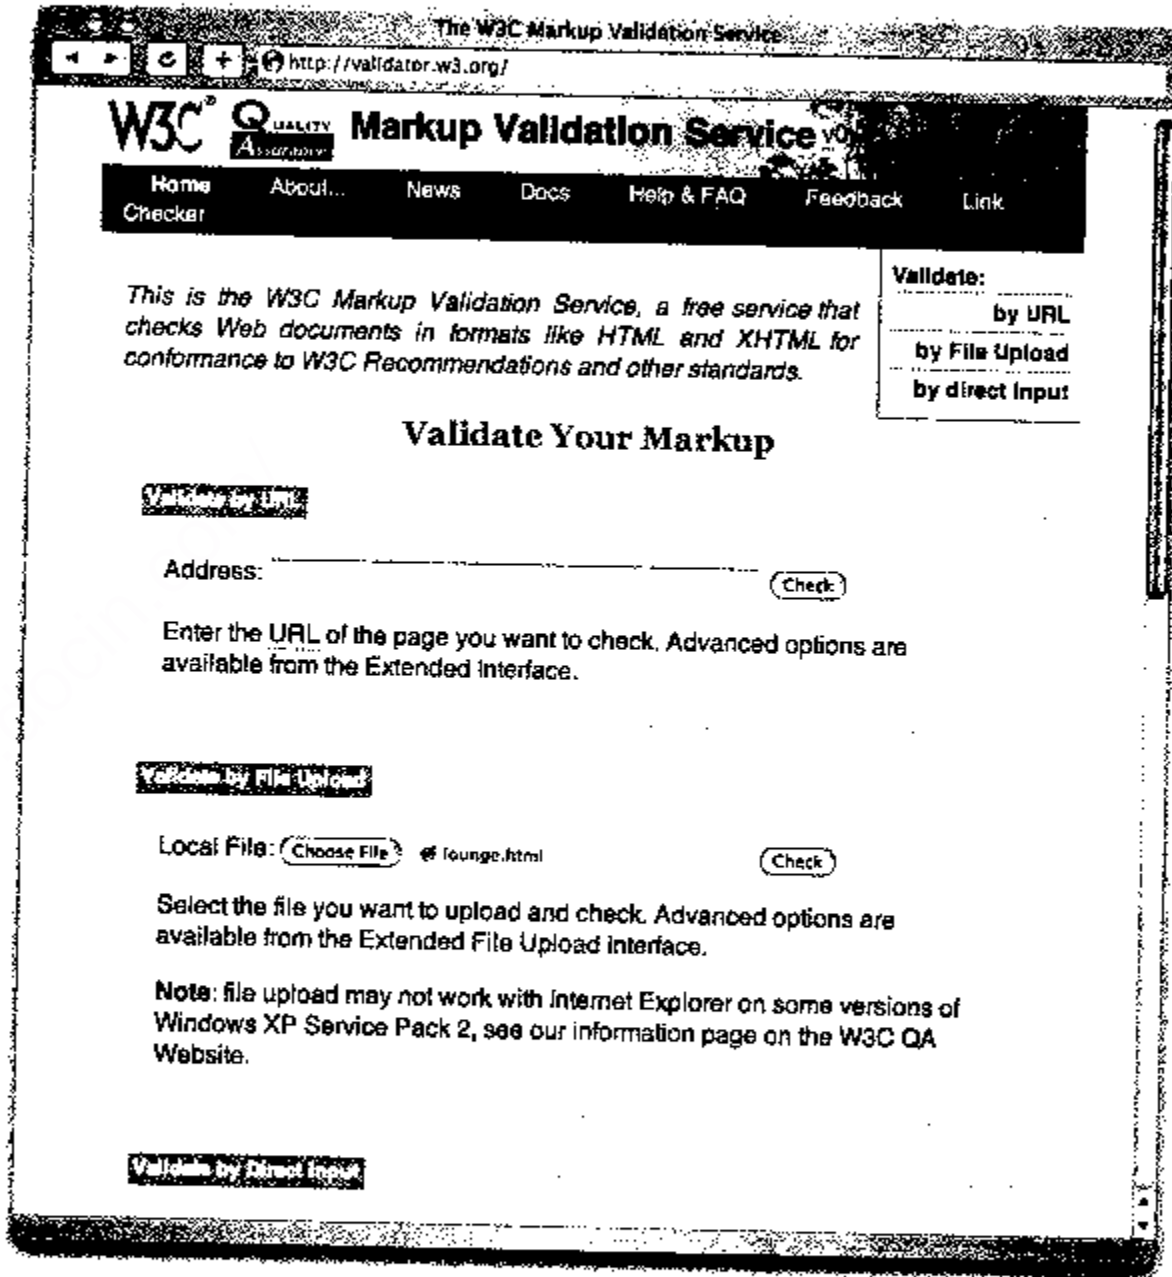 The W3C Markup Validation Service
http://validator.w3.org/
W3C® QUALITY Assurance Markup Validation Service
Home About... News Docs Help & FAQ Feedback Link
Checker
Validate:
by URL
by File Upload
by direct Input
This is the W3C Markup Validation Service, a free service that
checks Web documents in formats like HTML and XHTML for
conformance to W3C Recommendations and other standards.
Validate Your Markup
Validate by URL
Address: Check
Enter the URL of the page you want to check. Advanced options are
available from the Extended Interface.
Validate by File Upload
Local File: Choose File lounge.html Check
Select the file you want to upload and check. Advanced options are
available from the Extended File Upload interface.
Note: file upload may not work with Internet Explorer on some versions of
Windows XP Service Pack 2, see our information page on the W3C QA
Website.
Validate by Direct Input